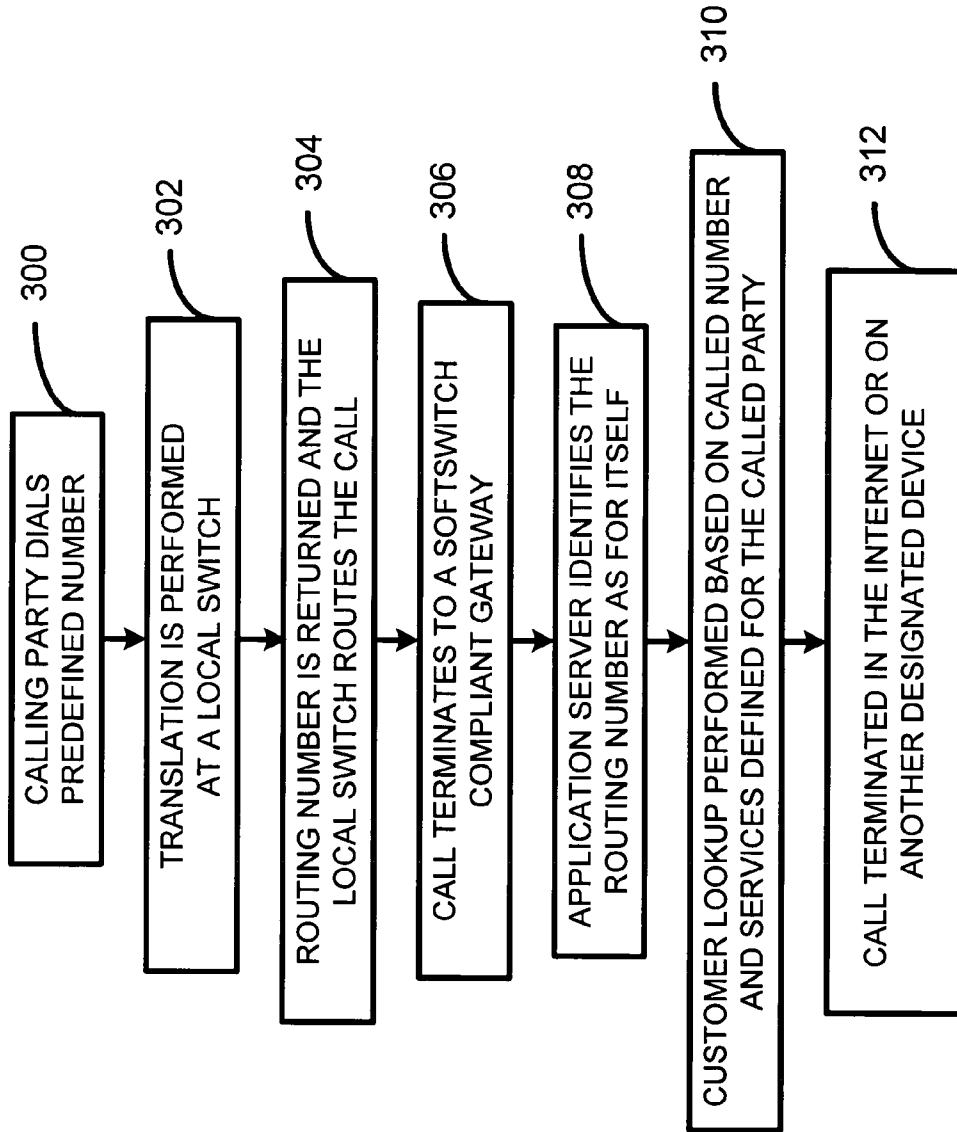 300
CALLING PARTY DIALS
PREDEFINED NUMBER
302
TRANSLATION IS PERFORMED
AT A LOCAL SWITCH
304
ROUTING NUMBER IS RETURNED AND THE
LOCAL SWITCH ROUTES THE CALL
306
CALL TERMINATES TO A SOFTSWITCH
COMPLIANT GATEWAY
308
APPLICATION SERVER IDENTIFIES THE
ROUTING NUMBER AS FOR ITSELF
310
CUSTOMER LOOKUP PERFORMED BASED ON CALLED NUMBER
AND SERVICES DEFINED FOR THE CALLED PARTY
312
CALL TERMINATED IN THE INTERNET OR ON
ANOTHER DESIGNATED DEVICE